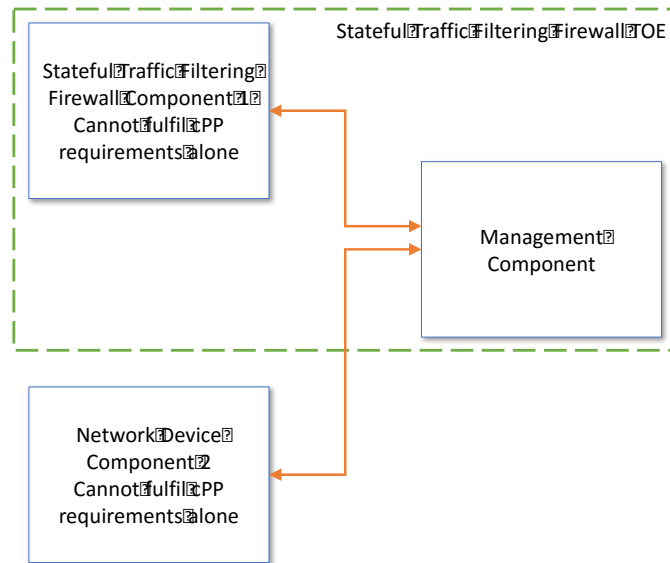 Stateful Traffic Filtering Firewall TOE
Stateful Traffic Filtering
Firewall Component 1
Cannot fulfil cPP
requirements alone
Management
Component
Network Device
Component 2
Cannot fulfil cPP
requirements alone